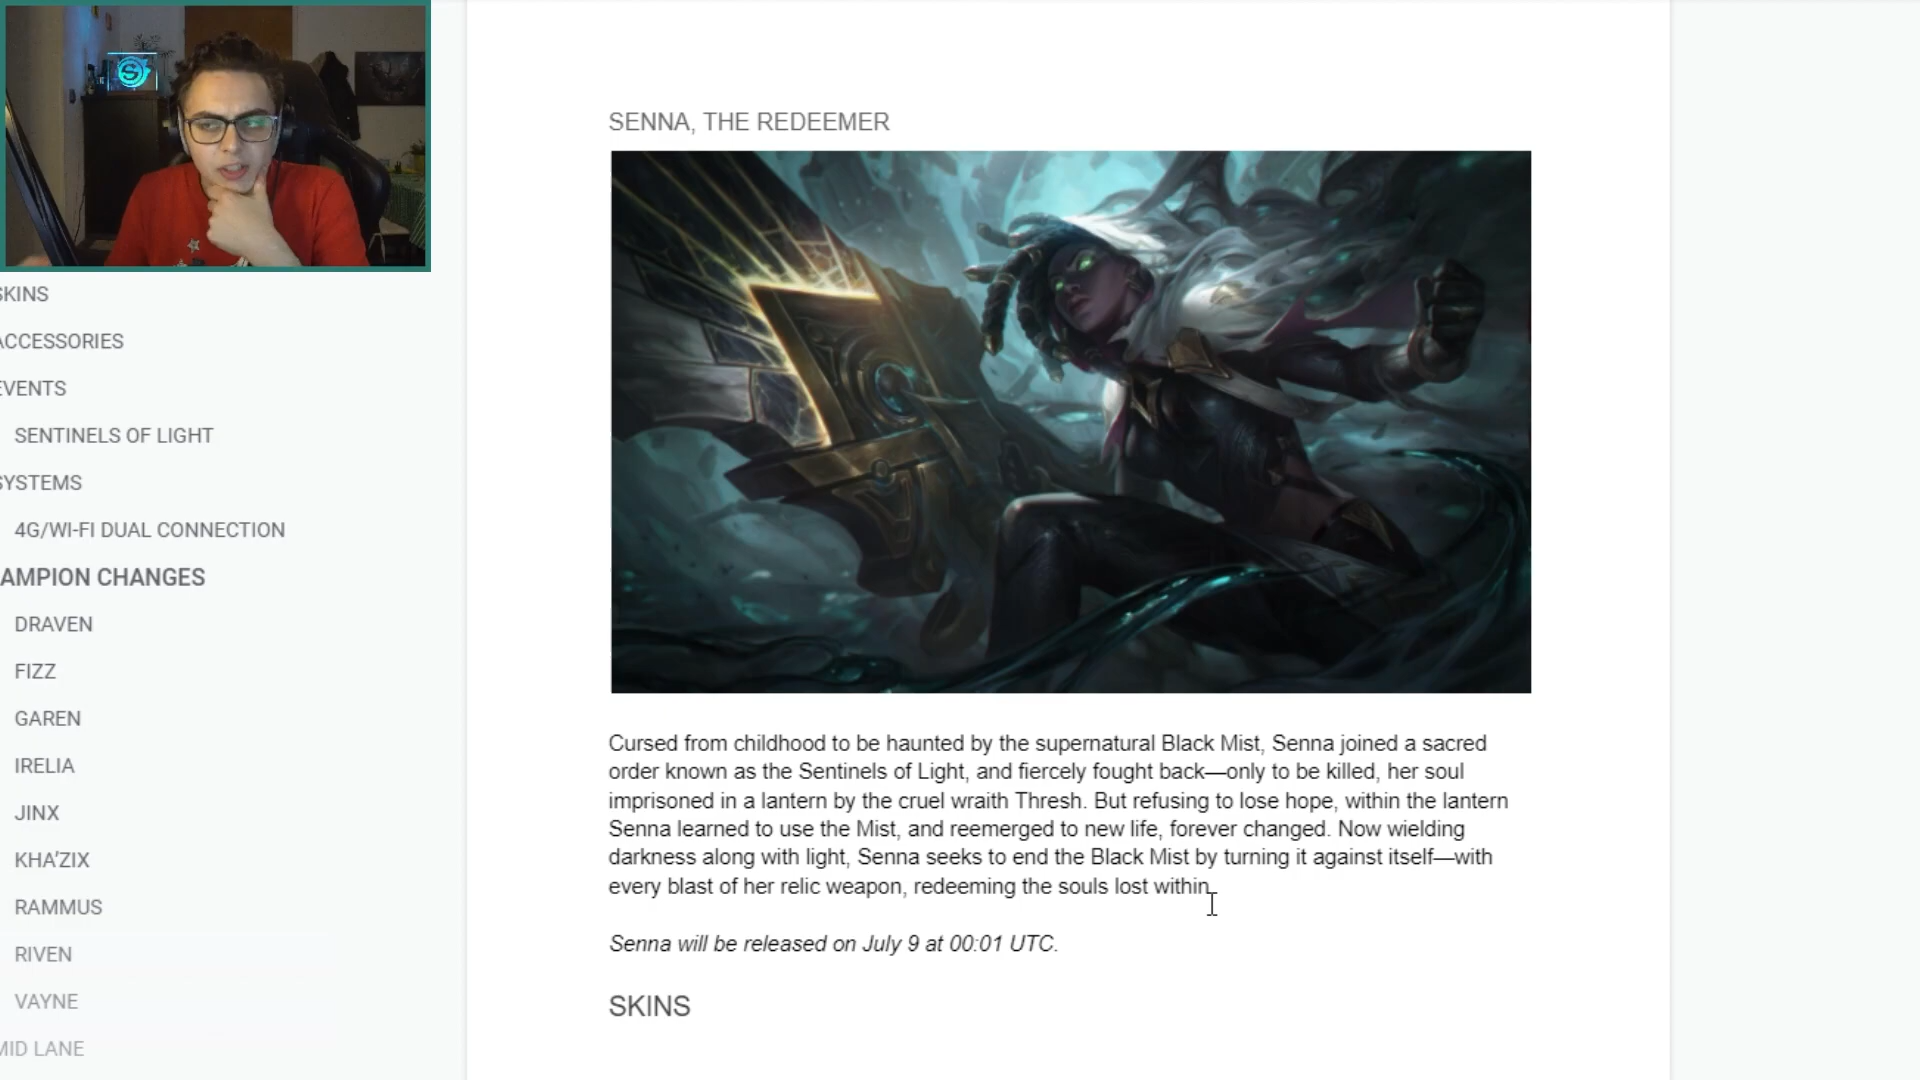 SENNA, THE REDEEMER
SKINS
ACCESSORIES
EVENTS
SENTINELS OF LIGHT
SYSTEMS
4G/WI-FI DUAL CONNECTION
AMPION CHANGES
DRAVEN
FIZZ
GAREN
IRELIA
JINX
KHA'ZIX
RAMMUS
RIVEN
VAYNE
MID LANE
Cursed from childhood to be haunted by the supernatural Black Mist, Senna joined a sacred
order known as the Sentinels of Light, and fiercely fought back—only to be killed, her soul
imprisoned in a lantern by the cruel wraith Thresh. But refusing to lose hope, within the lantern
Senna learned to use the Mist, and reemerged to new life, forever changed. Now wielding
darkness along with light, Senna seeks to end the Black Mist by turning it against itself—with
every blast of her relic weapon, redeeming the souls lost within.
Senna will be released on July 9 at 00:01 UTC.
SKINS